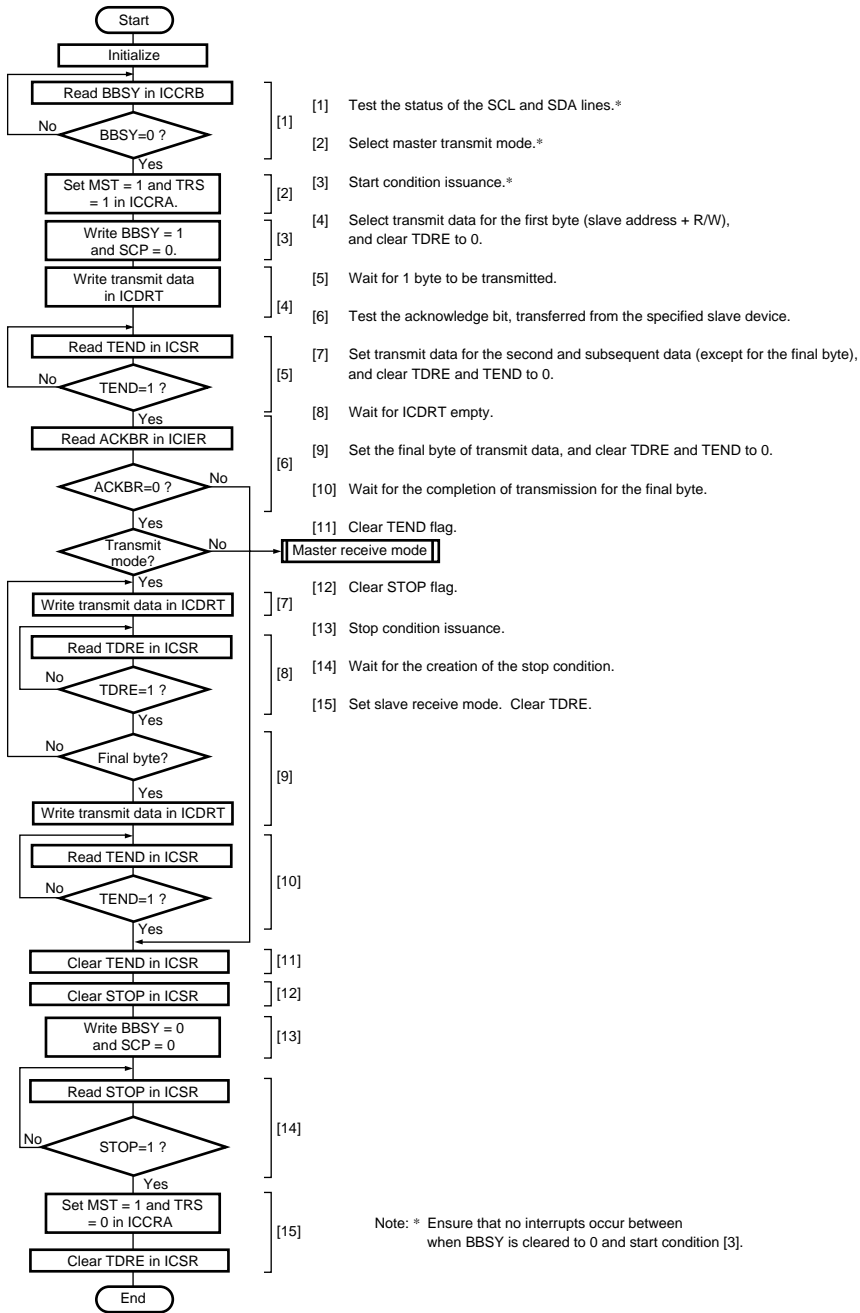 Start
Initialize
Read BBSY in ICCRB
No
BBSY=0 ?
[1]
Yes
Set MST = 1 and TRS
= 1 in ICCRA.
[2]
Write BBSY = 1
and SCP = 0.
[3]
Write transmit data
in ICDRT
[4]
Read TEND in ICSR
No
TEND=1 ?
[5]
Yes
Read ACKBR in ICIER
[6]
ACKBR=0 ?
No
Yes
Transmit
mode?
No
Master receive mode
Yes
Write transmit data in ICDRT
[7]
Read TDRE in ICSR
[8]
No
TDRE=1 ?
Yes
No
Final byte?
[9]
Yes
Write transmit data in ICDRT
Read TEND in ICSR
[10]
No
TEND=1 ?
Yes
Clear TEND in ICSR
[11]
Clear STOP in ICSR
[12]
Write BBSY = 0
and SCP = 0
[13]
Read STOP in ICSR
[14]
No
STOP=1 ?
Yes
Set MST = 1 and TRS
= 0 in ICCRA
[15]
Clear TDRE in ICSR
End
[1] Test the status of the SCL and SDA lines.*
[2] Select master transmit mode.*
[3] Start condition issuance.*
[4] Select transmit data for the first byte (slave address + R/W),
and clear TDRE to 0.
[5] Wait for 1 byte to be transmitted.
[6] Test the acknowledge bit, transferred from the specified slave device.
[7] Set transmit data for the second and subsequent data (except for the final byte),
and clear TDRE and TEND to 0.
[8] Wait for ICDRT empty.
[9] Set the final byte of transmit data, and clear TDRE and TEND to 0.
[10] Wait for the completion of transmission for the final byte.
[11] Clear TEND flag.
[12] Clear STOP flag.
[13] Stop condition issuance.
[14] Wait for the creation of the stop condition.
[15] Set slave receive mode. Clear TDRE.
Note: * Ensure that no interrupts occur between
when BBSY is cleared to 0 and start condition [3].